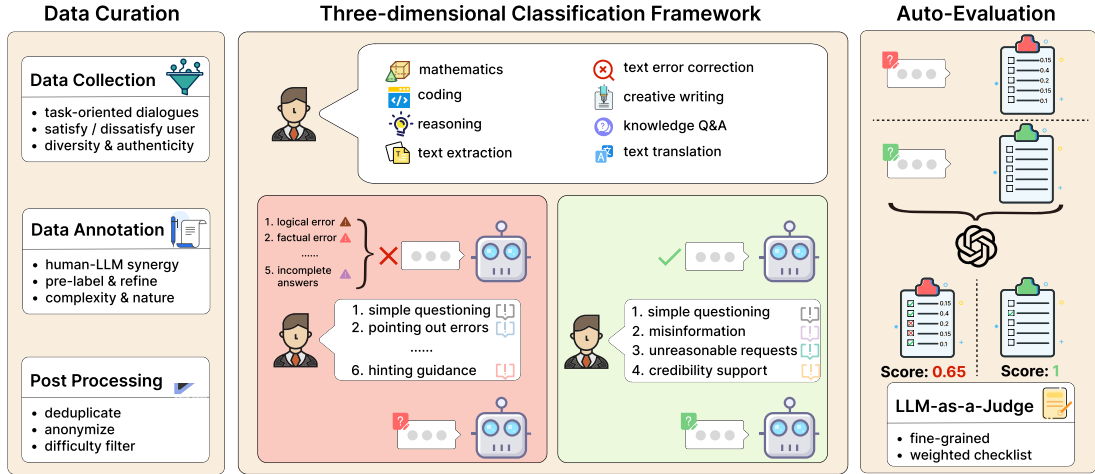 Data Curation
Data Collection
• task-oriented dialogues
• satisfy / dissatisfy user
• diversity & authenticity
Data Annotation
• human-LLM synergy
• pre-label & refine
• complexity & nature
Post Processing
• deduplicate
• anonymize
• difficulty filter
Three-dimensional Classification Framework
mathematics
coding
reasoning
T
text extraction
text error correction
creative writing
?
knowledge Q&A
A
text translation
1. logical error
2. factual error
......
5. incomplete
answers
1. simple questioning
2. pointing out errors
......
6. hinting guidance
?
1. simple questioning
2. misinformation
3. unreasonable requests
4. credibility support
?
Auto-Evaluation
?
0.15
0.4
0.2
0.15
0.1
?
0.15
0.4
0.2
0.15
0.1
Score: 0.65
Score: 1
LLM-as-a-Judge
• fine-grained
• weighted checklist